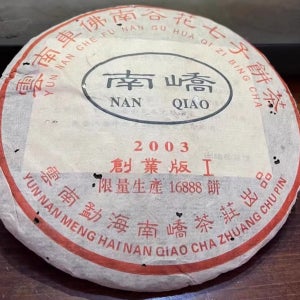 雲南車佛南谷花七子餅茶
YUN NAN CHE FU NAN GU HUA QI ZI BING CHA
南嶠
NAN QIAO
2003
創業版 I
限量生產 16888 餅
雲南勐海南嶠茶莊出品
YUN NAN MENG HAI NAN QIAO CHA ZHUANG CHU PIN